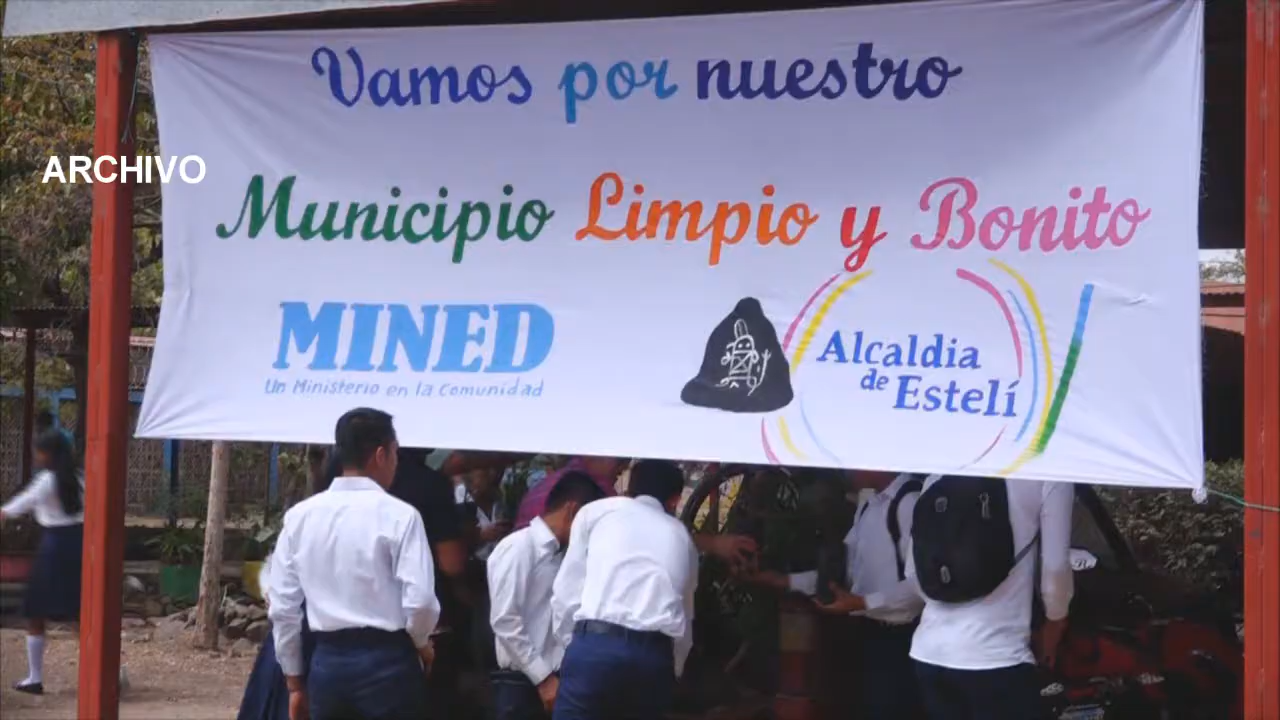 Vamos por nuestro
ARCHIVO
Municipio Limpio y Bonito
MINED
Un Ministerio en la Comunidad
Alcaldia
de Estelí